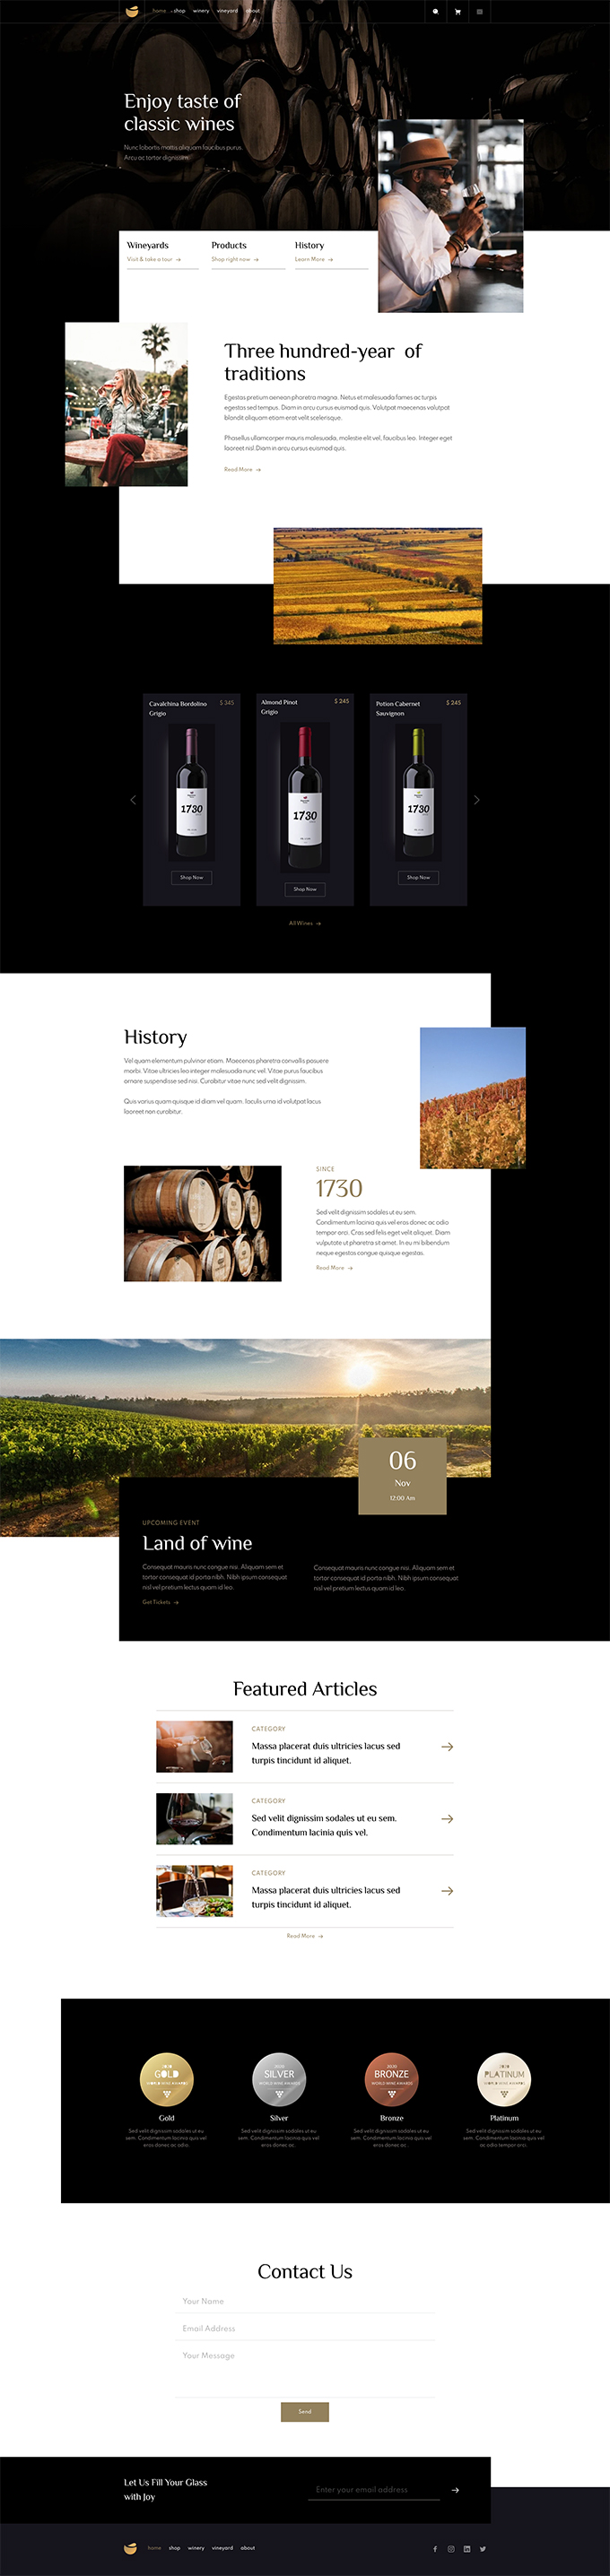 home shop winery vineyard about
Enjoy taste of
classic wines
Nunc lobortis mattis aliquam faucibus purus.
Arcu ac tortor dignissim.
Wineyards Products History
Visit & take a tour Shop right now Learn More
Three hundred-year of
traditions
Egestas pretium aenean pharetra magna. Netus et malesuada fames ac turpis
egestas sed tempus. Diam in arcu cursus euismod quis. Volutpat maecenas volutpat
blandit aliquam etiam erat velit scelerisque.
Phasellus ullamcorper mauris malesuada, molestie elit vel, faucibus leo. Integer eget
laoreet nisl.Diam in arcu cursus euismod quis.
Read More
Cavalchina Bardolino $ 345
Grigio
Almond Pinot $ 245
Grigio
Potion Cabernet $ 245
Sauvignon
1730
1730
1730
Shop Now
Shop Now
Shop Now
All Wines
History
Vel quam elementum pulvinar etiam. Maecenas pharetra convallis posuere
morbi. Vitae ultricies leo integer malesuada nunc vel. Vitae purus faucibus
ornare suspendisse sed nisi. Curabitur vitae nunc sed velit dignissim.
Quis varius quam quisque id diam vel quam. Iaculis urna id volutpat lacus
laoreet non curabitur.
SINCE
1730
Sed velit dignissim sodales ut eu sem.
Condimentum lacinia quis vel eros donec ac odio
tempor orci. Cras sed felis eget velit aliquet. Diam
vulputate ut pharetra sit amet. In eu mi bibendum
neque egestas congue quisque egestas.
Read More
06
Nov
12:00 Am
UPCOMING EVENT
Land of wine
Consequat mauris nunc congue nisi. Aliquam sem et
tortor consequat id porta nibh. Nibh ipsum consequat
nisl vel pretium lectus quam id leo.
Get Tickets
Consequat mauris nunc congue nisi. Aliquam sem et
tortor consequat id porta nibh. Nibh ipsum consequat
nisl vel pretium lectus quam id leo.
Featured Articles
CATEGORY
Massa placerat duis ultricies lacus sed
turpis tincidunt id aliquet.
CATEGORY
Sed velit dignissim sodales ut eu sem.
Condimentum lacinia quis vel.
CATEGORY
Massa placerat duis ultricies lacus sed
turpis tincidunt id aliquet.
Read More
2020 GOLD WORLD WINE AWARDS
2020 SILVER WORLD WINE AWARDS
2020 BRONZE WORLD WINE AWARDS
2020 PLATINUM WORLD WINE AWARDS
Gold
Sed velit dignissim sodales ut eu
sem. Condimentum lacinia quis vel
eros donec ac odio.
Silver
Sed velit dignissim sodales ut eu
sem. Condimentum lacinia quis vel
eros donec ac.
Bronze
Sed velit dignissim sodales ut eu
sem. Condimentum lacinia quis vel
eros donec ac .
Platinum
Sed velit dignissim sodales ut eu
sem. Condimentum lacinia quis vel
ac odio tempor orci.
Contact Us
Your Name
Email Address
Your Message
Send
Let Us Fill Your Glass
with Joy
Enter your email address
home shop winery vineyard about